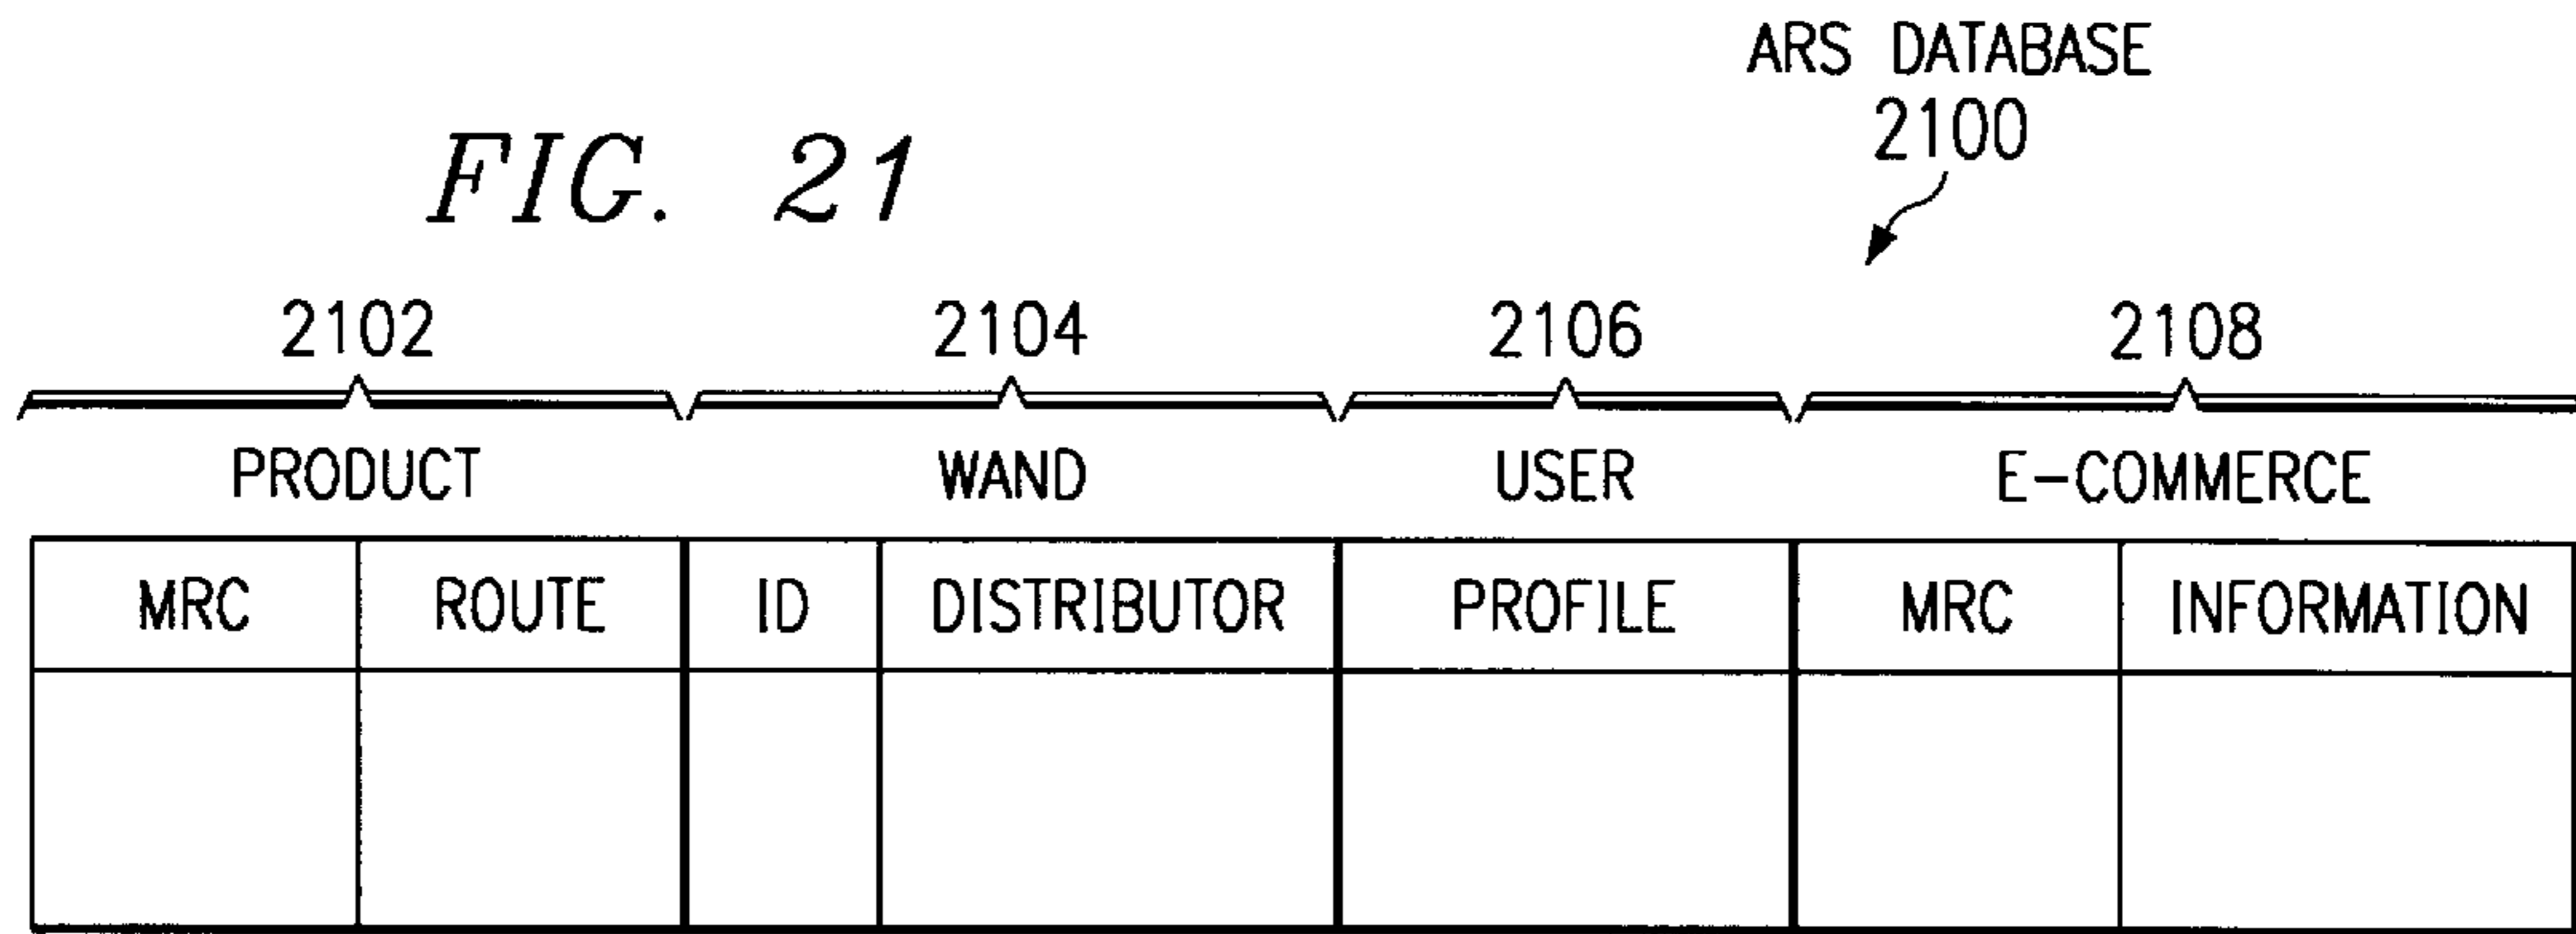 ARS DATABASE
2100
FIG. 21
2102 2104 2106 2108
PRODUCT WAND USER E-COMMERCE
MRC ROUTE ID DISTRIBUTOR PROFILE MRC INFORMATION